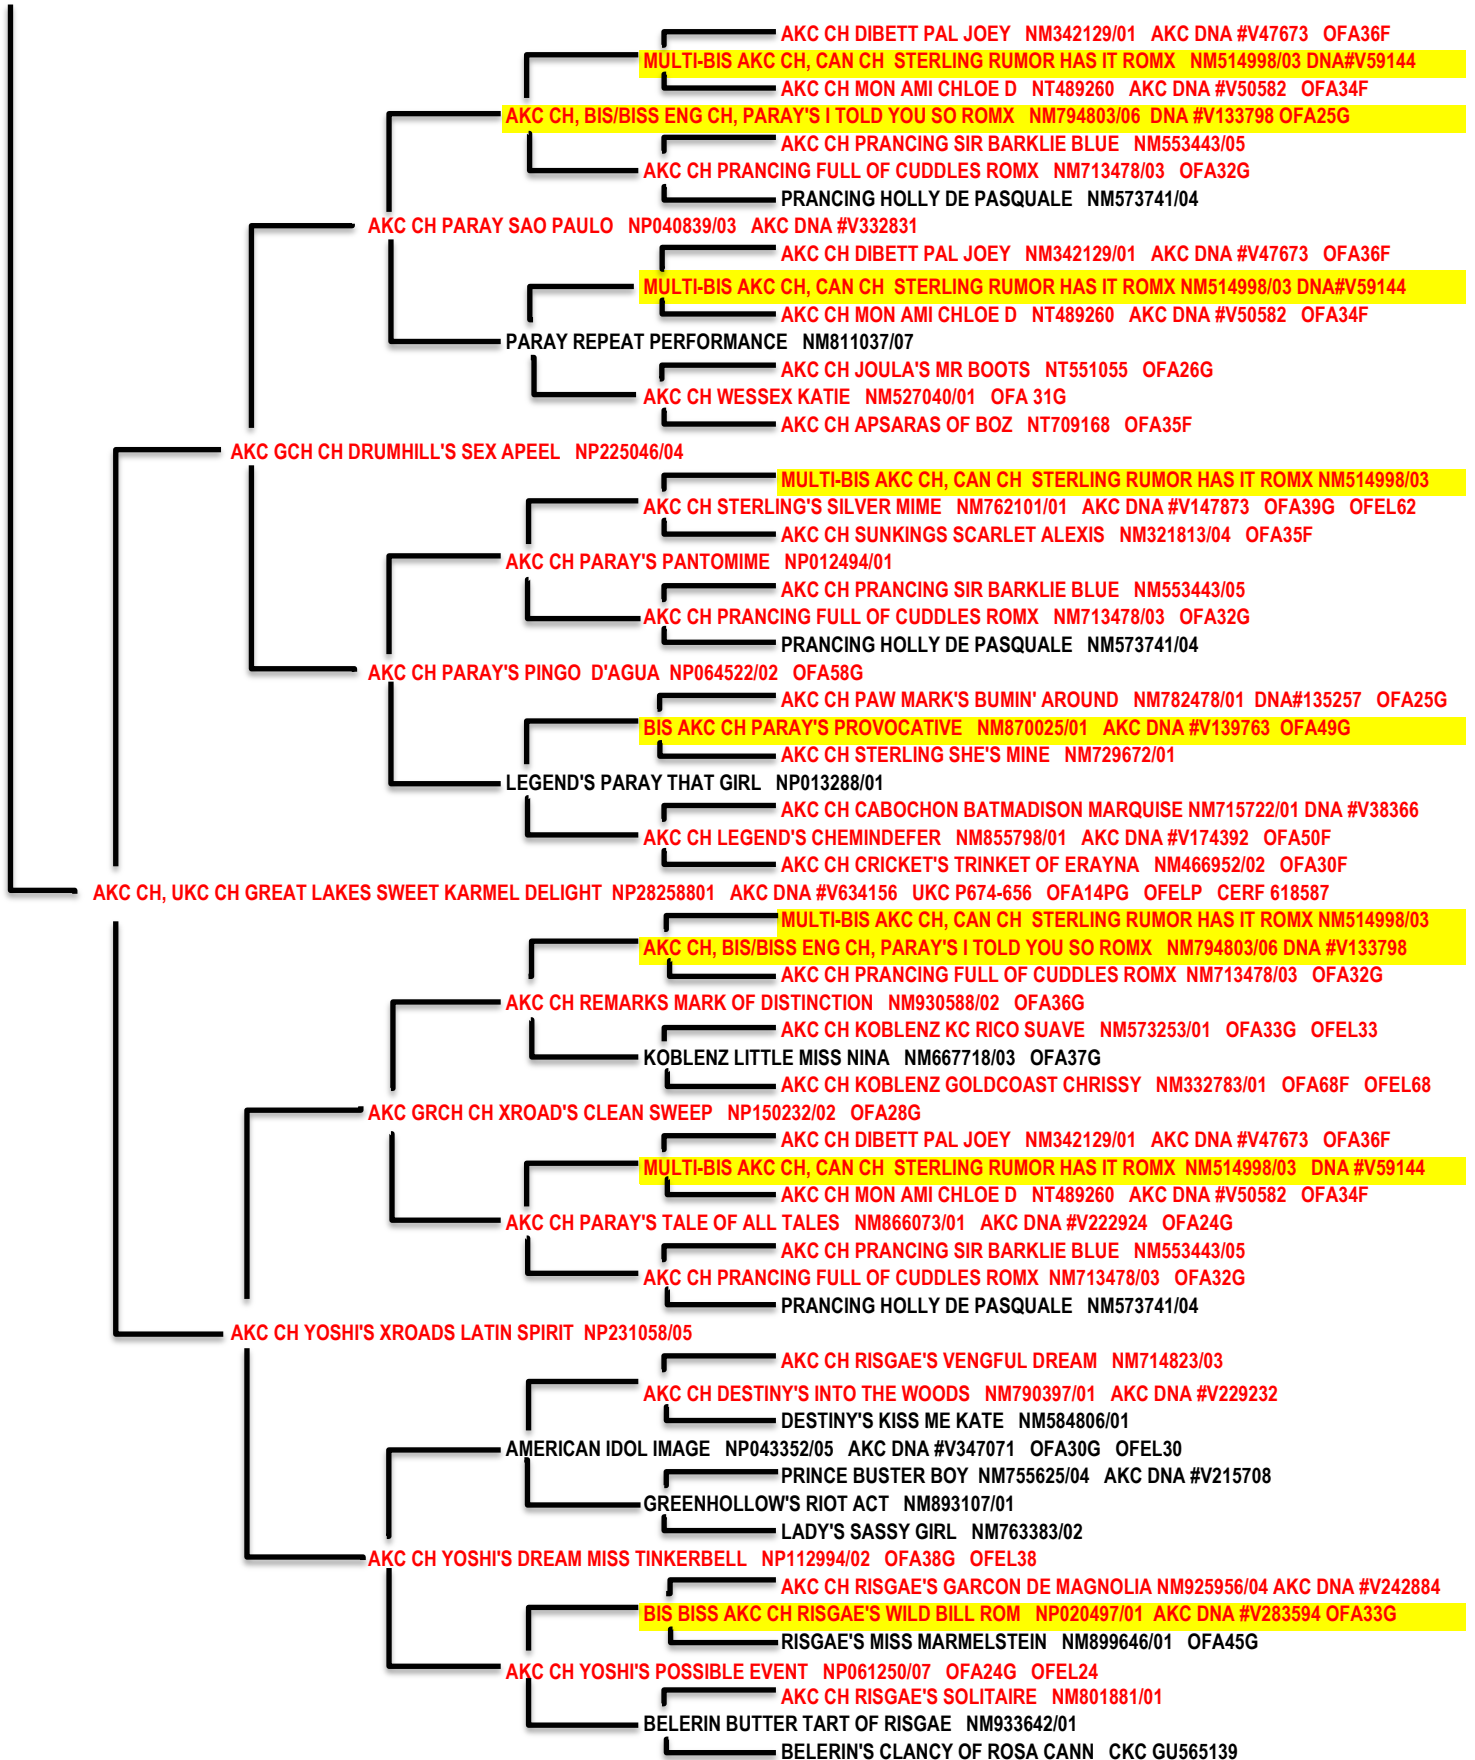 AKC CH DIBETT PAL JOEY NM342129/01 AKC DNA #V47673 OFA36F
MULTI-BIS AKC CH, CAN CH STERLING RUMOR HAS IT ROMX NM514998/03 DNA#V59144
AKC CH MON AMI CHLOE D NT489260 AKC DNA #V50582 OFA34F
AKC CH, BIS/BISS ENG CH, PARAY'S I TOLD YOU SO ROMX NM794803/06 DNA #V133798 OFA25G
AKC CH PRANCING SIR BARKLIE BLUE NM553443/05
AKC CH PRANCING FULL OF CUDDLES ROMX NM713478/03 OFA32G
PRANCING HOLLY DE PASQUALE NM573741/04
AKC CH PARAY SAO PAULO NP040839/03 AKC DNA #V332831
AKC CH DIBETT PAL JOEY NM342129/01 AKC DNA #V47673 OFA36F
MULTI-BIS AKC CH, CAN CH STERLING RUMOR HAS IT ROMX NM514998/03 DNA#V59144
AKC CH MON AMI CHLOE D NT489260 AKC DNA #V50582 OFA34F
PARAY REPEAT PERFORMANCE NM811037/07
AKC CH JOULA'S MR BOOTS NT551055 OFA26G
AKC CH WESSEX KATIE NM527040/01 OFA 31G
AKC CH APSARAS OF BOZ NT709168 OFA35F
AKC GCH CH DRUMHILL'S SEX APEEL NP225046/04
MULTI-BIS AKC CH, CAN CH STERLING RUMOR HAS IT ROMX NM514998/03
AKC CH STERLING'S SILVER MIME NM762101/01 AKC DNA #V147873 OFA39G OFEL62
AKC CH SUNKINGS SCARLET ALEXIS NM321813/04 OFA35F
AKC CH PARAY'S PANTOMIME NP012494/01
AKC CH PRANCING SIR BARKLIE BLUE NM553443/05
AKC CH PRANCING FULL OF CUDDLES ROMX NM713478/03 OFA32G
PRANCING HOLLY DE PASQUALE NM573741/04
AKC CH PARAY'S PINGO D'AGUA NP064522/02 OFA58G
AKC CH PAW MARK'S BUMIN' AROUND NM782478/01 DNA#135257 OFA25G
BIS AKC CH PARAY'S PROVOCATIVE NM870025/01 AKC DNA #V139763 OFA49G
AKC CH STERLING SHE'S MINE NM729672/01
LEGEND'S PARAY THAT GIRL NP013288/01
AKC CH CABOCHON BATMADISON MARQUISE NM715722/01 DNA #V38366
AKC CH LEGEND'S CHEMINDEFER NM855798/01 AKC DNA #V174392 OFA50F
AKC CH CRICKET'S TRINKET OF ERAYNA NM466952/02 OFA30F
AKC CH, UKC CH GREAT LAKES SWEET KARMEL DELIGHT NP28258801 AKC DNA #V634156 UKC P674-656 OFA14PG OFELP CERF 618587
MULTI-BIS AKC CH, CAN CH STERLING RUMOR HAS IT ROMX NM514998/03
AKC CH, BIS/BISS ENG CH, PARAY'S I TOLD YOU SO ROMX NM794803/06 DNA #V133798
AKC CH PRANCING FULL OF CUDDLES ROMX NM713478/03 OFA32G
AKC CH REMARKS MARK OF DISTINCTION NM930588/02 OFA36G
AKC CH KOBLENZ KC RICO SUAVE NM573253/01 OFA33G OFEL33
KOBLENZ LITTLE MISS NINA NM667718/03 OFA37G
AKC CH KOBLENZ GOLDCOAST CHRISSY NM332783/01 OFA68F OFEL68
AKC GRCH CH XROAD'S CLEAN SWEEP NP150232/02 OFA28G
AKC CH DIBETT PAL JOEY NM342129/01 AKC DNA #V47673 OFA36F
MULTI-BIS AKC CH, CAN CH STERLING RUMOR HAS IT ROMX NM514998/03 DNA #V59144
AKC CH MON AMI CHLOE D NT489260 AKC DNA #V50582 OFA34F
AKC CH PARAY'S TALE OF ALL TALES NM866073/01 AKC DNA #V222924 OFA24G
AKC CH PRANCING SIR BARKLIE BLUE NM553443/05
AKC CH PRANCING FULL OF CUDDLES ROMX NM713478/03 OFA32G
PRANCING HOLLY DE PASQUALE NM573741/04
AKC CH YOSHI'S XROADS LATIN SPIRIT NP231058/05
AKC CH RISGAE'S VENGFUL DREAM NM714823/03
AKC CH DESTINY'S INTO THE WOODS NM790397/01 AKC DNA #V229232
DESTINY'S KISS ME KATE NM584806/01
AMERICAN IDOL IMAGE NP043352/05 AKC DNA #V347071 OFA30G OFEL30
PRINCE BUSTER BOY NM755625/04 AKC DNA #V215708
GREENHOLLOW'S RIOT ACT NM893107/01
LADY'S SASSY GIRL NM763383/02
AKC CH YOSHI'S DREAM MISS TINKERBELL NP112994/02 OFA38G OFEL38
AKC CH RISGAE'S GARCON DE MAGNOLIA NM925956/04 AKC DNA #V242884
BIS BISS AKC CH RISGAE'S WILD BILL ROM NP020497/01 AKC DNA #V283594 OFA33G
RISGAE'S MISS MARMELSTEIN NM899646/01 OFA45G
AKC CH YOSHI'S POSSIBLE EVENT NP061250/07 OFA24G OFEL24
AKC CH RISGAE'S SOLITAIRE NM801881/01
BELERIN BUTTER TART OF RISGAE NM933642/01
BELERIN'S CLANCY OF ROSA CANN CKC GU565139